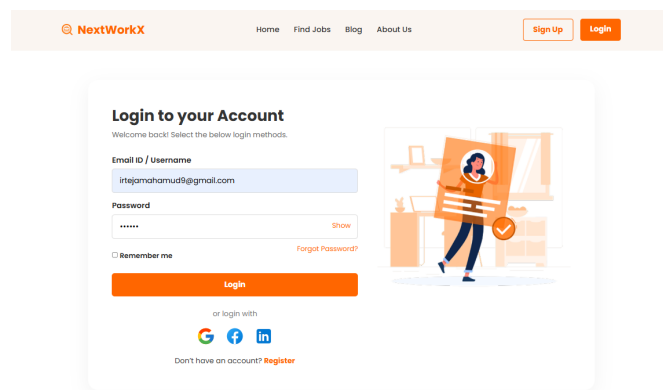 NextWorkX Home Find Jobs Blog About Us Sign Up Login
Login to your Account
Welcome back! Select the below login methods.
Email ID / Username
irtejamahamud9@gmail.com
Password
•••••• Show
Forgot Password?
Remember me
Login
or login with
Don't have an account? Register